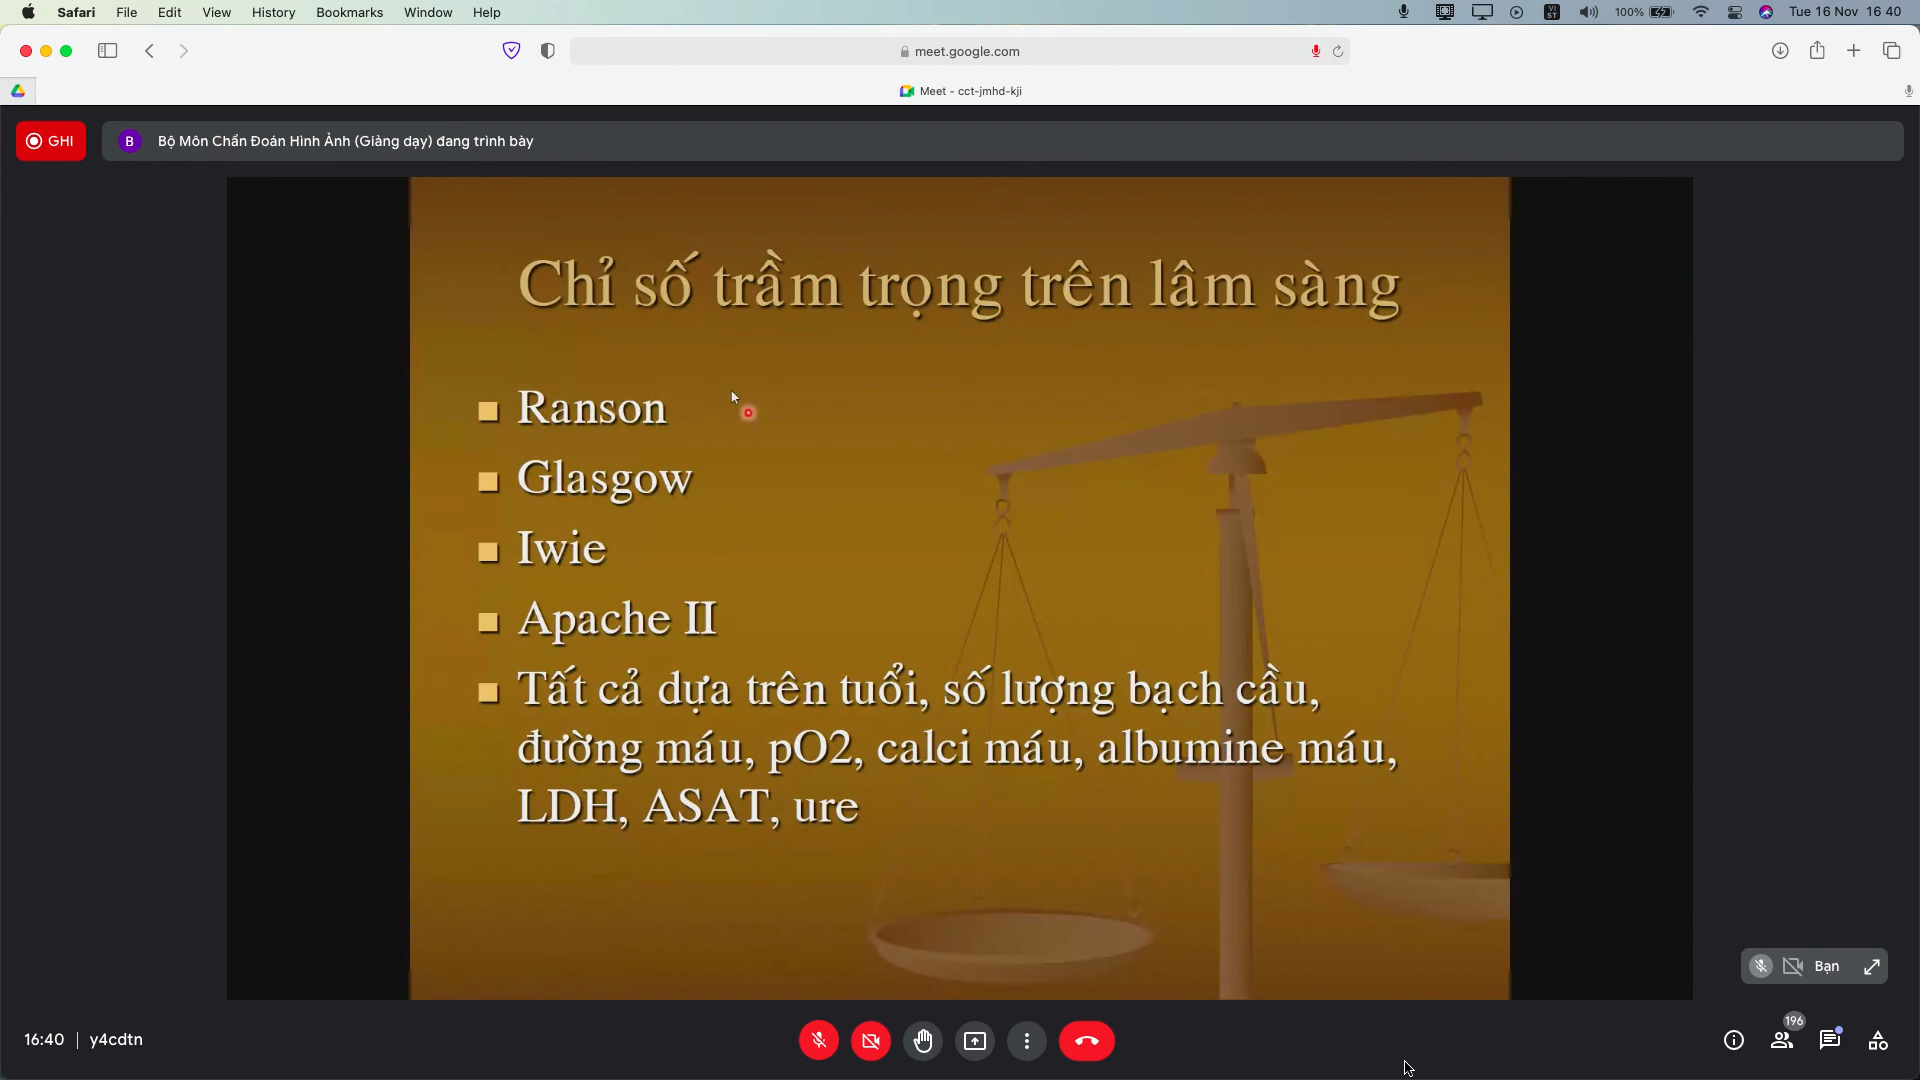 Safari File Edit View History Bookmarks Window Help
VI
ST
100%
Tue 16 Nov 16 40
meet.google.com
Meet - cct-jmhd-kji
GHI
B
Bộ Môn Chẩn Đoán Hình Ảnh (Giảng dạy) đang trình bày
Chỉ số trầm trọng trên lâm sàng
Ranson
Glasgow
Iwie
Apache II
Tất cả dựa trên tuổi, số lượng bạch cầu,
đường máu, pO2, calci máu, albumine máu,
LDH, ASAT, ure
Bạn
16:40 | y4cdtn
196